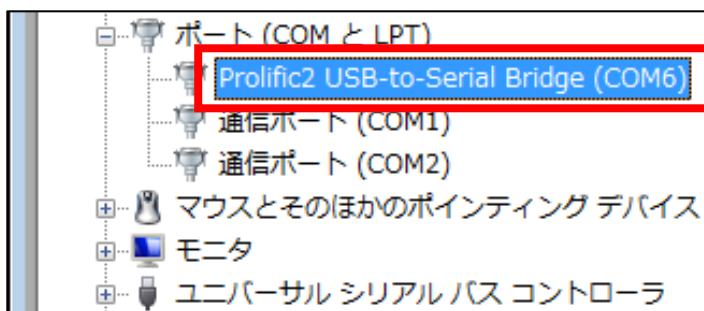 ポート (COM と LPT)
Prolific2 USB-to-Serial Bridge (COM6)
通信ポート (COM1)
通信ポート (COM2)
マウスとそのほかのポインティング デバイス
モニタ
ユニバーサル シリアル バス コントローラ